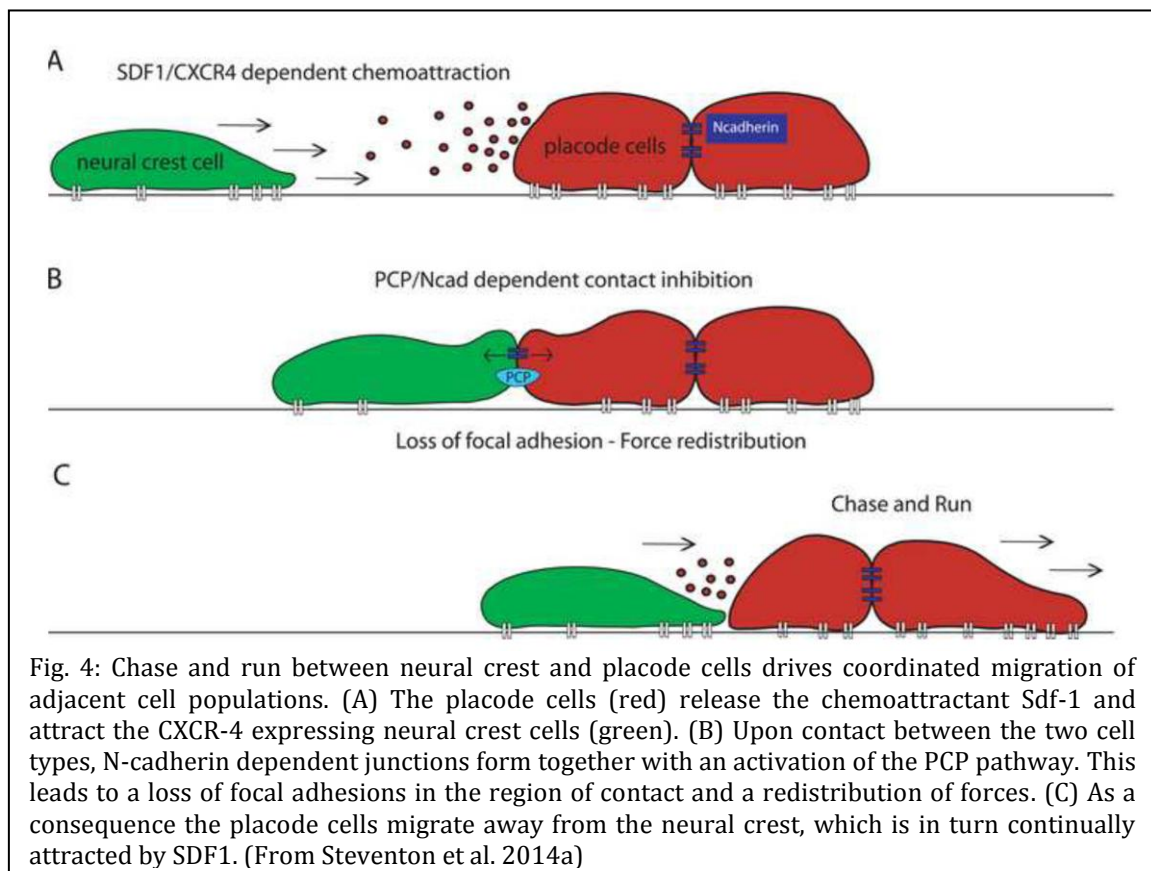 A
SDF1/CXCR4 dependent chemoattraction
neural crest cell
placode cells
Ncadherin
B
PCP/Ncad dependent contact inhibition
PCP
Loss of focal adhesion - Force redistribution
C
Chase and Run
Fig. 4: Chase and run between neural crest and placode cells drives coordinated migration of
adjacent cell populations. (A) The placode cells (red) release the chemoattractant Sdf-1 and
attract the CXCR-4 expressing neural crest cells (green). (B) Upon contact between the two cell
types, N-cadherin dependent junctions form together with an activation of the PCP pathway. This
leads to a loss of focal adhesions in the region of contact and a redistribution of forces. (C) As a
consequence the placode cells migrate away from the neural crest, which is in turn continually
attracted by SDF1. (From Steventon et al. 2014a)